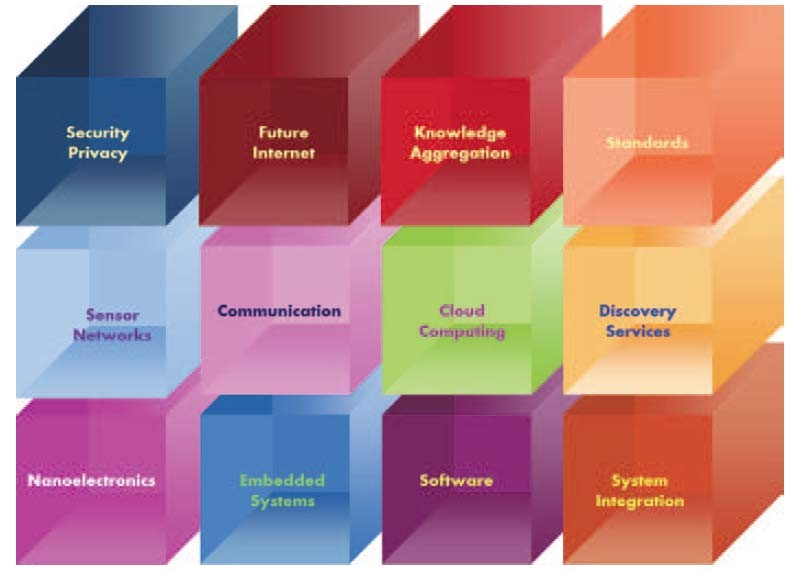 Security
Privacy
Future
Internet
Knowledge
Aggregation
Standards
Sensor
Networks
Communication
Cloud
Computing
Discovery
Services
Nanoelectronics
Embedded
Systems
Software
System
Integration